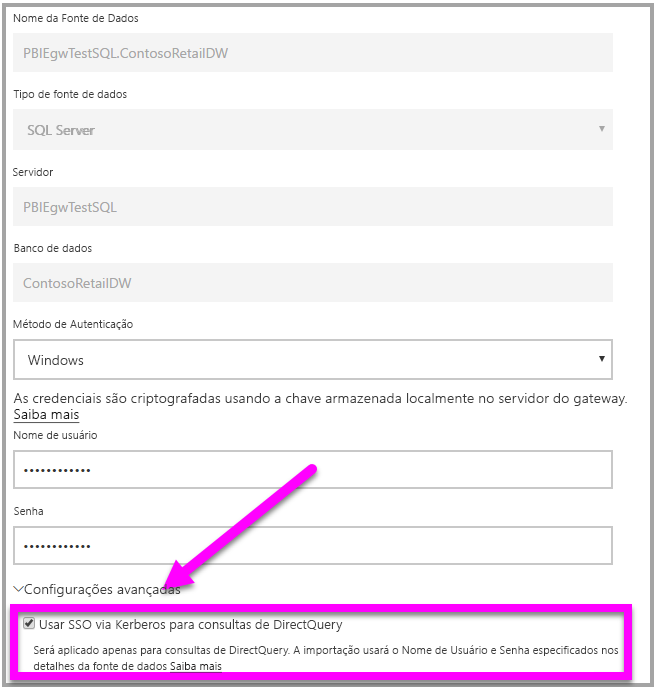 Nome da Fonte de Dados
PBIEgwTestSQL.ContosoRetailDW
Tipo de fonte de dados
SQL Server
Servidor
PBIEgwTestSQL
Banco de dados
ContosoRetailDW
Método de Autenticação
Windows
As credenciais são criptografadas usando a chave armazenada localmente no servidor do gateway.
Saiba mais
Nome de usuário
••••••••••••
Senha
••••••••••••
Configurações avançadas
Usar SSO via Kerberos para consultas de DirectQuery
Será aplicado apenas para consultas de DirectQuery. A importação usará o Nome de Usuário e Senha especificados nos
detalhes da fonte de dados Saiba mais